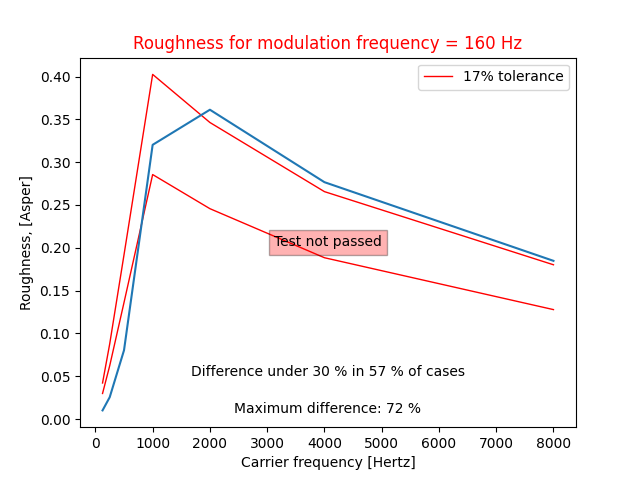 Roughness for modulation frequency = 160 Hz
17% tolerance
Roughness, [Asper]
0.40
0.35
0.30
0.25
0.20
0.15
0.10
0.05
0.00
Test not passed
Difference under 30 % in 57 % of cases
Maximum difference: 72 %
0 1000 2000 3000 4000 5000 6000 7000 8000
Carrier frequency [Hertz]